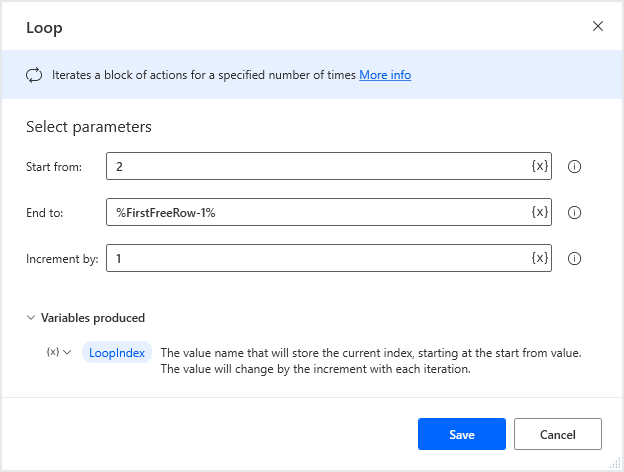 Loop
Iterates a block of actions for a specified number of times More info
Select parameters
Start from: 2 {x}
End to: %FirstFreeRow-1% {x}
Increment by: 1 {x}
Variables produced
{x} LoopIndex The value name that will store the current index, starting at the start from value.
The value will change by the increment with each iteration.
Save Cancel